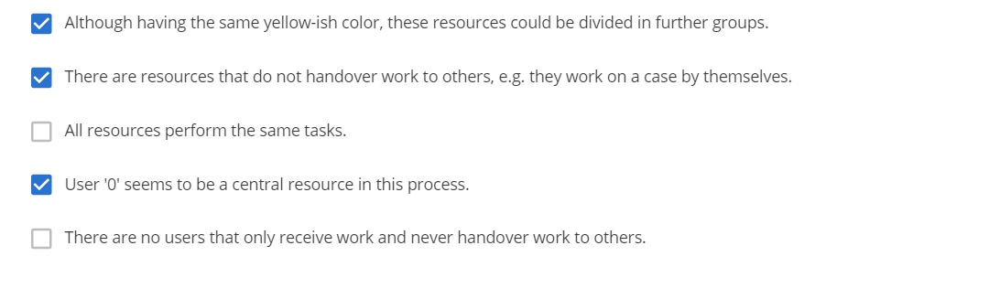 Although having the same yellow-ish color, these resources could be divided in further groups.
There are resources that do not handover work to others, e.g. they work on a case by themselves.
All resources perform the same tasks.
User '0' seems to be a central resource in this process.
There are no users that only receive work and never handover work to others.